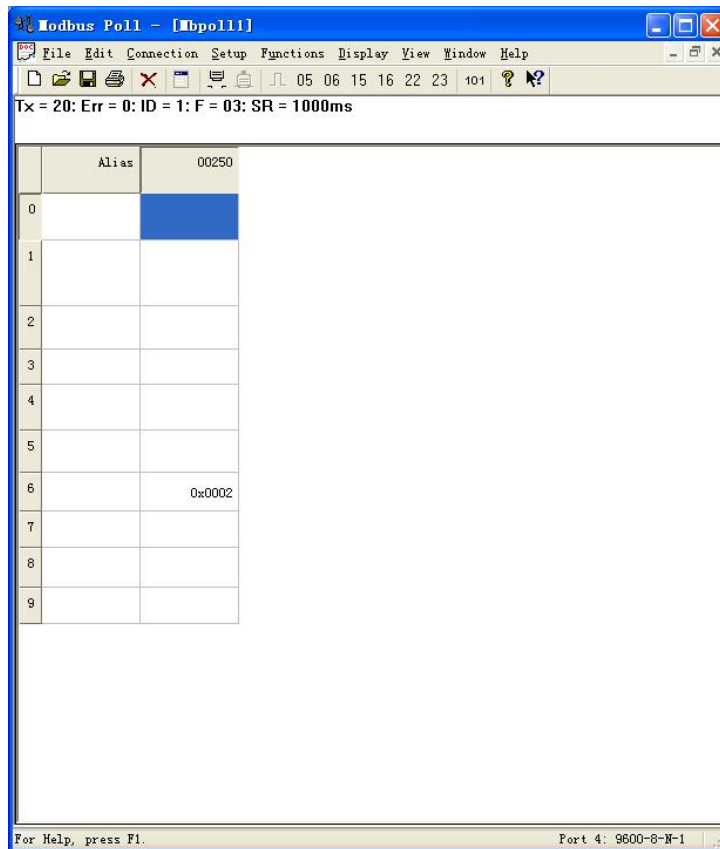 Modbus Poll - [Mbpoll1]
File Edit Connection Setup Functions Display View Window Help
05 06 15 16 22 23 101
Tx = 20: Err = 0: ID = 1: F = 03: SR = 1000ms
Alias 00250
0
1
2
3
4
5
6 0x0002
7
8
9
For Help, press F1. Port 4: 9600-8-N-1